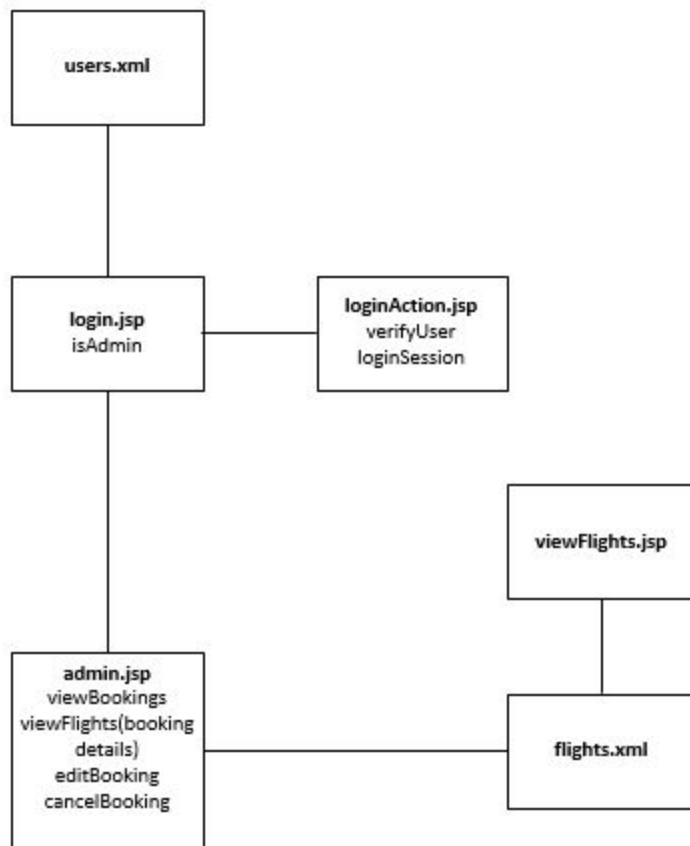 users.xml
login.jsp
isAdmin
loginAction.jsp
verifyUser
loginSession
viewFlights.jsp
admin.jsp
viewBookings
viewFlights(booking
details)
editBooking
cancelBooking
flights.xml